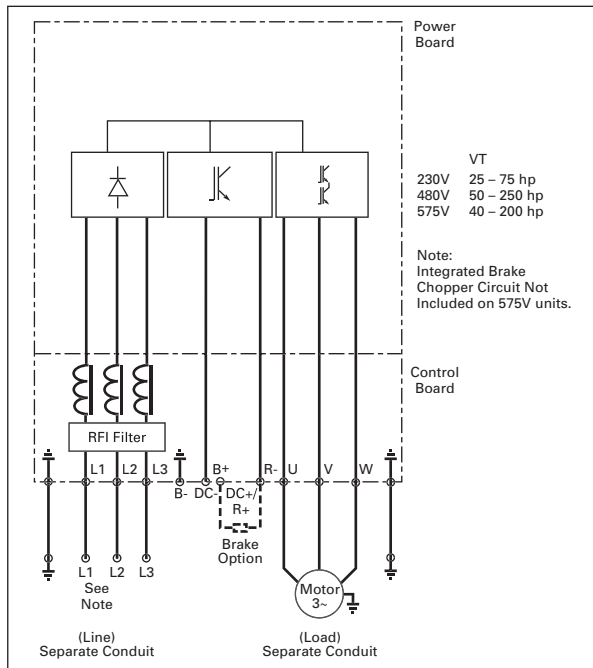 Power
Board
VT
230V 25 – 75 hp
480V 50 – 250 hp
575V 40 – 200 hp
Note:
Integrated Brake
Chopper Circuit Not
Included on 575V units.
Control
Board
RFI Filter
L1 L2 L3 B+ R- U V W
B- DC- DC+/
R+
Brake
Option
L1 L2 L3
See
Note
Motor
3~
(Line)
Separate Conduit
(Load)
Separate Conduit